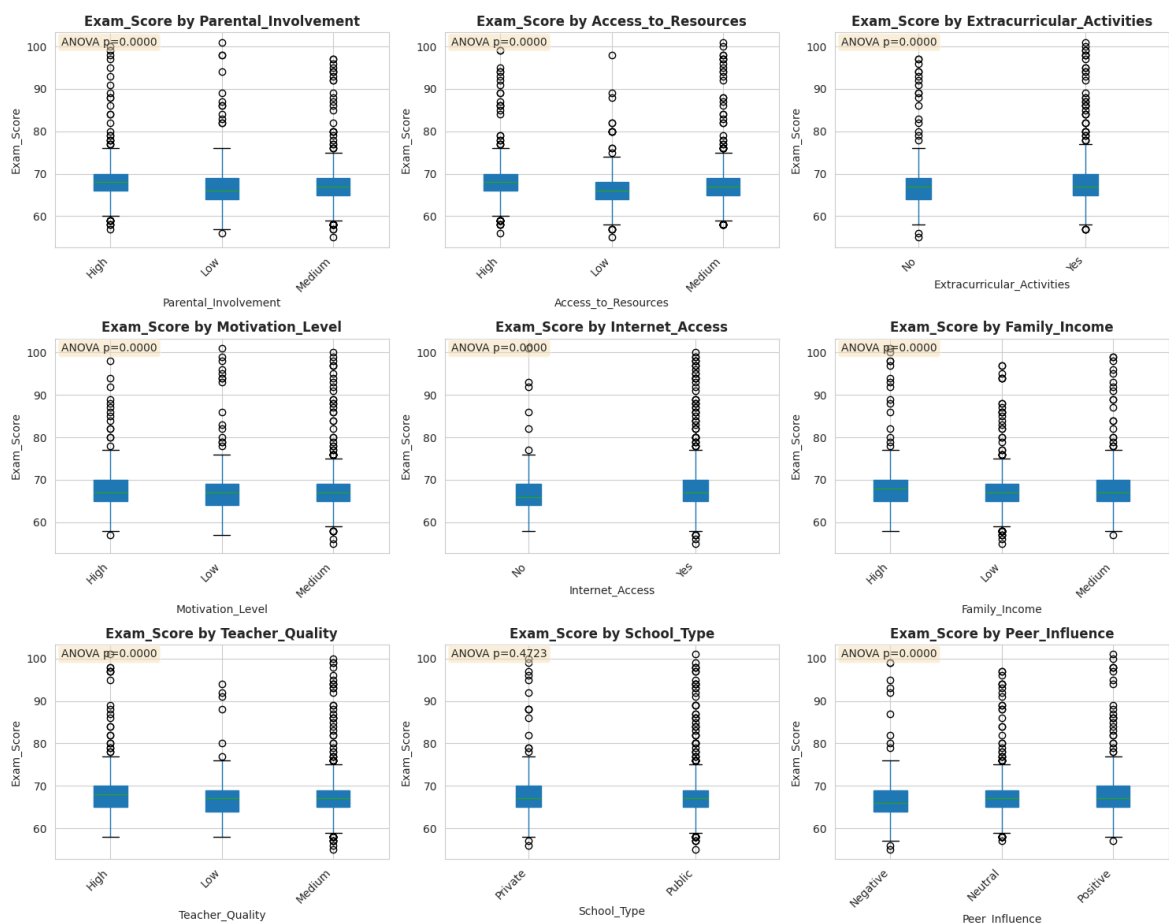 Exam_Score by Parental_Involvement
ANOVA p=0.0000
100
90
80
70
60
Exam_Score
High
Low
Medium
Parental_Involvement
Exam_Score by Access_to_Resources
ANOVA p=0.0000
100
90
80
70
60
Exam_Score
High
Low
Medium
Access_to_Resources
Exam_Score by Extracurricular_Activities
ANOVA p=0.0000
100
90
80
70
60
Exam_Score
No
Yes
Extracurricular_Activities
Exam_Score by Motivation_Level
ANOVA p=0.0000
100
90
80
70
60
Exam_Score
High
Low
Medium
Motivation_Level
Exam_Score by Internet_Access
ANOVA p=0.0000
100
90
80
70
60
Exam_Score
No
Yes
Internet_Access
Exam_Score by Family_Income
ANOVA p=0.0000
100
90
80
70
60
Exam_Score
High
Low
Medium
Family_Income
Exam_Score by Teacher_Quality
ANOVA p=0.0000
100
90
80
70
60
Exam_Score
High
Low
Medium
Teacher_Quality
Exam_Score by School_Type
ANOVA p=0.4723
100
90
80
70
60
Exam_Score
Private
Public
School_Type
Exam_Score by Peer_Influence
ANOVA p=0.0000
100
90
80
70
60
Exam_Score
Negative
Neutral
Positive
Peer_Influence